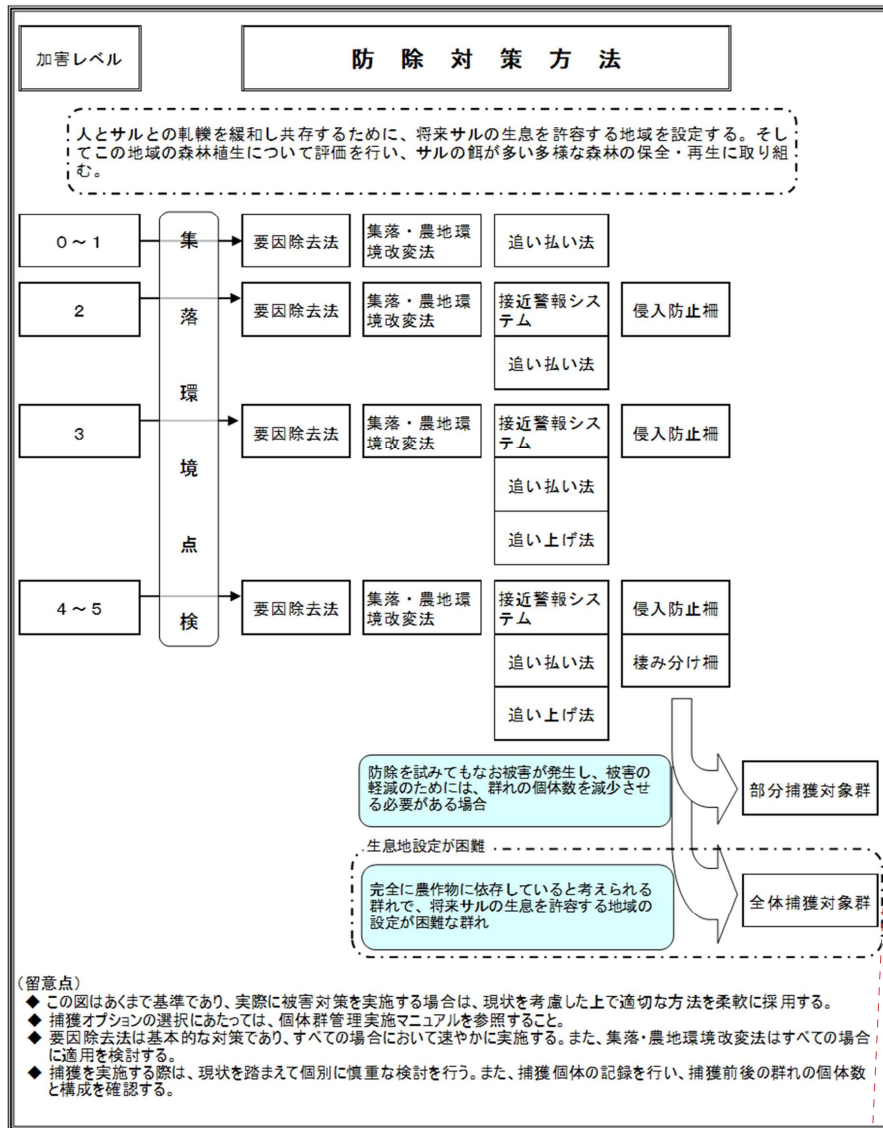 加害レベル
防除対策方法
人とサルとの軋轢を緩和し共存するために、将来サルの生息を許容する地域を設定する。そし
てこの地域の森林植生について評価を行い、サルの餌が多い多様な森林の保全・再生に取り組
む。
集落環境点検
0～1
要因除去法
集落・農地環
境改変法
追い払い法
2
要因除去法
集落・農地環
境改変法
接近警報シス
テム
侵入防止柵
追い払い法
3
要因除去法
集落・農地環
境改変法
接近警報シス
テム
侵入防止柵
追い払い法
追い上げ法
4～5
要因除去法
集落・農地環
境改変法
接近警報シス
テム
侵入防止柵
追い払い法
棲み分け柵
追い上げ法
防除を試みてもなお被害が発生し、被害の
軽減のためには、群れの個体数を減少させ
る必要がある場合
部分捕獲対象群
生息地設定が困難
完全に農作物に依存していると考えられる
群れで、将来サルの生息を許容する地域の
設定が困難な群れ
全体捕獲対象群
（留意点）
◆ この図はあくまで基準であり、実際に被害対策を実施する場合は、現状を考慮した上で適切な方法を柔軟に採用する。
◆ 捕獲オプションの選択にあたっては、個体群管理実施マニュアルを参照すること。
◆ 要因除去法は基本的な対策であり、すべての場合において速やかに実施する。また、集落・農地環境改変法はすべての場合
に適用を検討する。
◆ 捕獲を実施する際は、現状を踏まえて個別に慎重な検討を行う。また、捕獲個体の記録を行い、捕獲前後の群れの個体数
と構成を確認する。